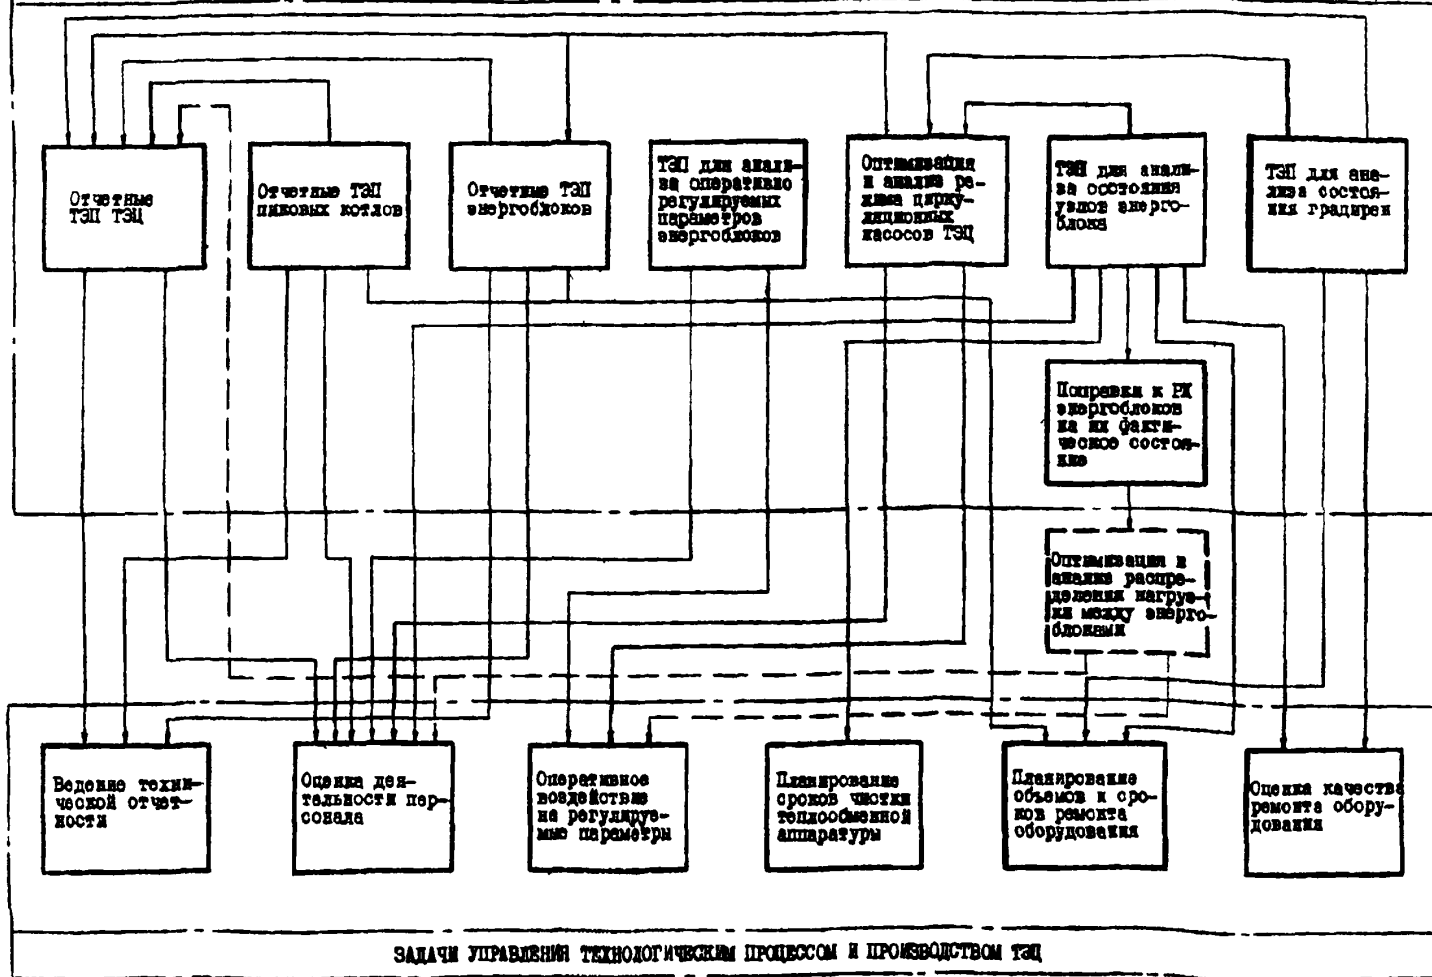 Отчетные
ТЭП ТЭЦ
Отчетные ТЭП
пиковых котлов
Отчетные ТЭП
энергоблоков
ТЭП для анали-
за оперативно
регулируемых
параметров
энергоблоков
Оптимизация
и анализ ре-
жима цирку-
ляционных
насосов ТЭЦ
ТЭП для анали-
за состояния
узлов энерго-
блока
ТЭП для ана-
лиза состоя-
ния градирен
Поправки к РХ
энергоблоков
на их факти-
ческое состоя-
ние
Оптимизация и
анализ распре-
деления нагруз-
ки между энерго-
блоками
Ведение техни-
ческой отчет-
ности
Оценка дея-
тельности пер-
сонала
Оперативное
воздействие
на регулируе-
мые параметры
Планирование
сроков чистки
теплообменной
аппаратуры
Планирование
объемов и сро-
ков ремонта
оборудования
Оценка качества
ремонта обору-
дования
ЗАДАЧИ УПРАВЛЕНИЯ ТЕХНОЛОГИЧЕСКИМ ПРОЦЕССОМ И ПРОИЗВОДСТВОМ ТЭЦ